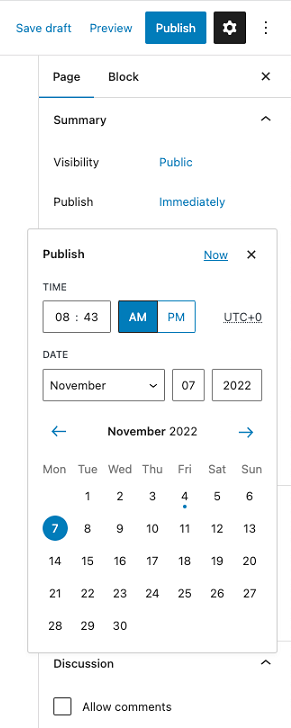 Save draft Preview Publish
Page Block
Summary
Visibility Public
Publish Immediately
Publish Now
TIME
08 : 43 AM PM UTC+0
DATE
November 07 2022
November 2022
Mon Tue Wed Thu Fri Sat Sun
1 2 3 4 5 6
7 8 9 10 11 12 13
14 15 16 17 18 19 20
21 22 23 24 25 26 27
28 29 30
Discussion
Allow comments